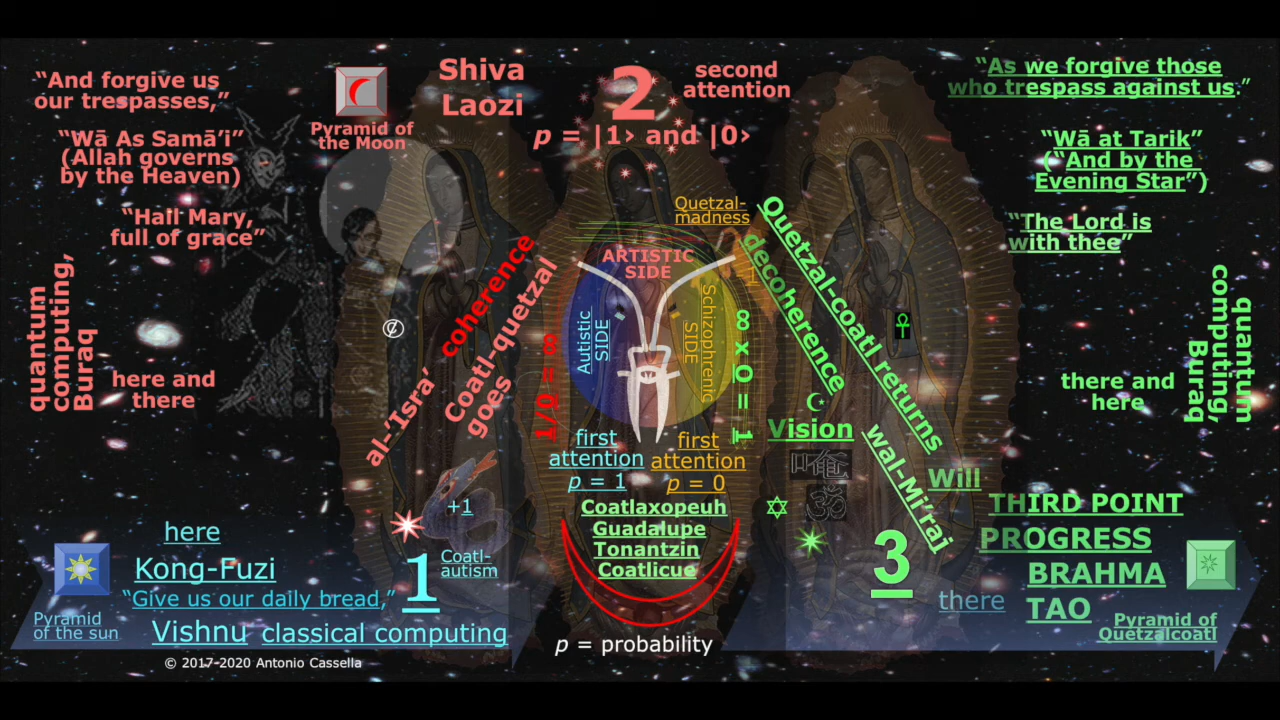 “And forgive us
our trespasses,”
“Wā As Samā’i”
(Allah governs
by the Heaven)
“Hail Mary,
full of grace”
quantum
computing,
Buraq
here and
there
Pyramid of
the Moon
Shiva
Laozi
2
second
attention
p = |1› and |0›
“As we forgive those
who trespass against us.”
“Wā at Tarik”
(“And by the
Evening Star”)
“The Lord is
with thee”
there and
here
quantum
computing,
Buraq
Quetzal-
madness
ARTISTIC
SIDE
Autistic
SIDE
Schizophrenic
SIDE
al-’Isra’
coherence
Coatl-quetzal
goes
1/0 = ∞
∞ x 0 = 1
decoherence
Quetzal-coatl returns
wal-Mi’raj
Vision
Will
first
attention
p = 1
first
attention
p = 0
Coatlaxopeuh
Guadalupe
Tonantzin
Coatlicue
+1
-1
1
Coatl-
autism
here
Kong-Fuzi
“Give us our daily bread,”
Vishnu classical computing
Pyramid
of the sun
© 2017-2020 Antonio Cassella
p = probability
唵
ॐ
3
there
THIRD POINT
PROGRESS
BRAHMA
TAO
Pyramid of
Quetzalcoatl